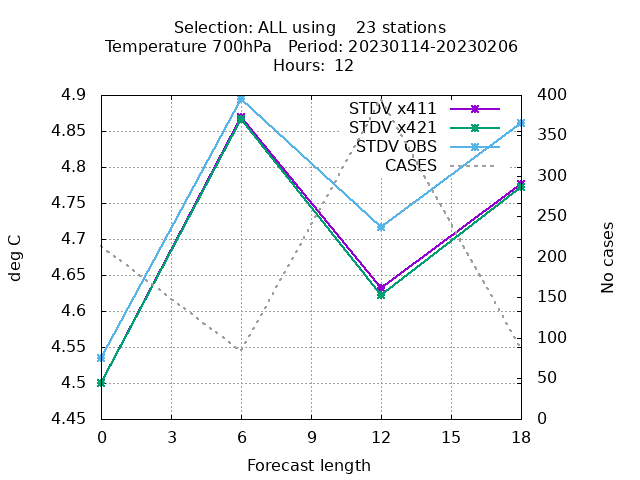 Selection: ALL using    23 stations
Temperature 700hPa   Period: 20230114-20230206
Hours:  12
4.9
4.85
4.8
4.75
4.7
4.65
4.6
4.55
4.5
4.45
400
350
300
250
200
150
100
50
0
STDV x411
STDV x421
STDV OBS
CASES
deg C
No cases
0 3 6 9 12 15 18
Forecast length